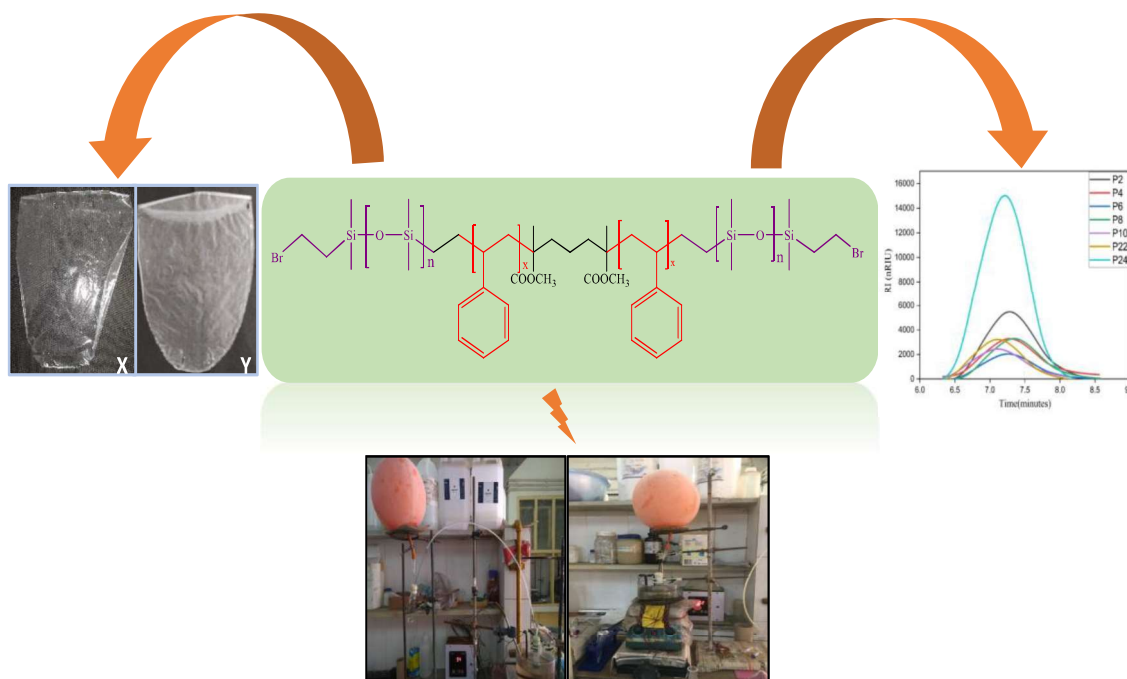 X
Y
Br
Si
O
Si
n
x
COOCH3
COOCH3
x
Si
O
Si
n
Br
RI (nRIU)
16000
14000
12000
10000
8000
6000
4000
2000
0
6.0 6.5 7.0 7.5 8.0 8.5 9
Time(minutes)
P2
P4
P6
P8
P10
P22
P24